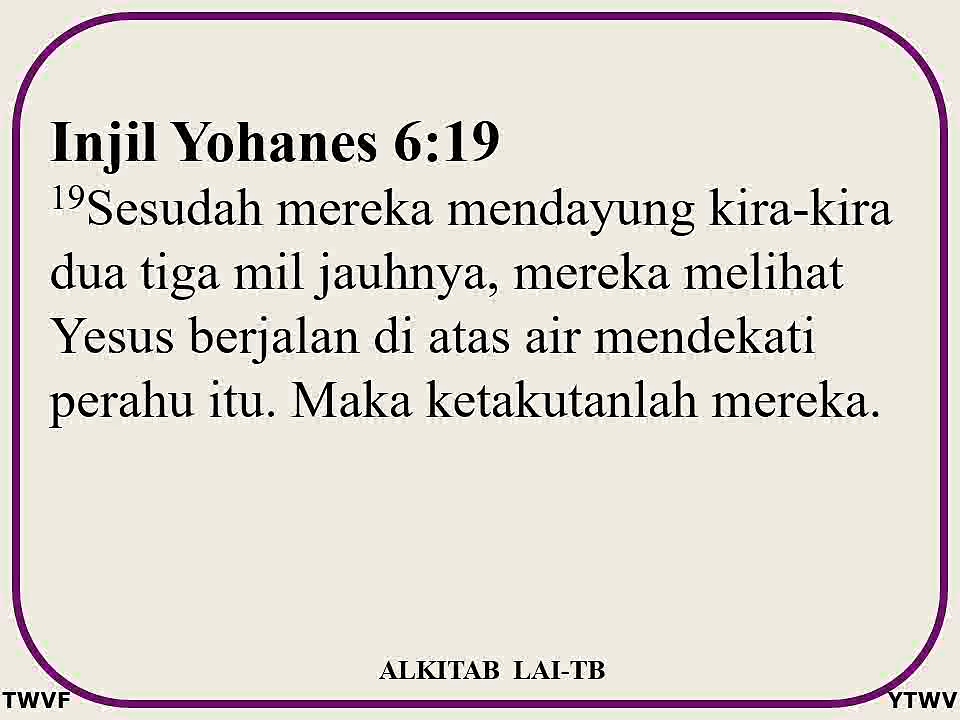 Injil Yohanes 6:19
19Sesudah mereka mendayung kira-kira
dua tiga mil jauhnya, mereka melihat
Yesus berjalan di atas air mendekati
perahu itu. Maka ketakutanlah mereka.
ALKITAB LAI-TB
TWVF
YTWV